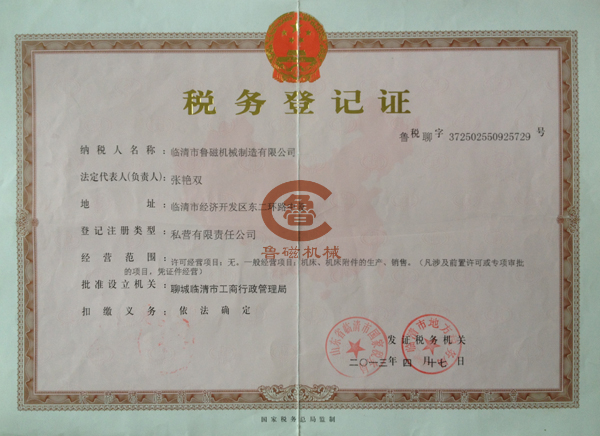 税务登记证
鲁税聊字 372502550925729 号
纳税人名称：临清市鲁磁机械制造有限公司
法定代表人(负责人)：张艳双
地址：临清市经济开发区东二环路
登记注册类型：私营有限责任公司
鲁磁机械
经营范围：许可经营项目：无。一般经营项目：机床、机床附件的生产、销售。（凡涉及前置许可或专项审批
的项目，凭证件经营）
批准设立机关：聊城临清市工商行政管理局
扣缴义务：依法确定
发证税务机关
二〇一三年四月十七日
国家税务总局监制